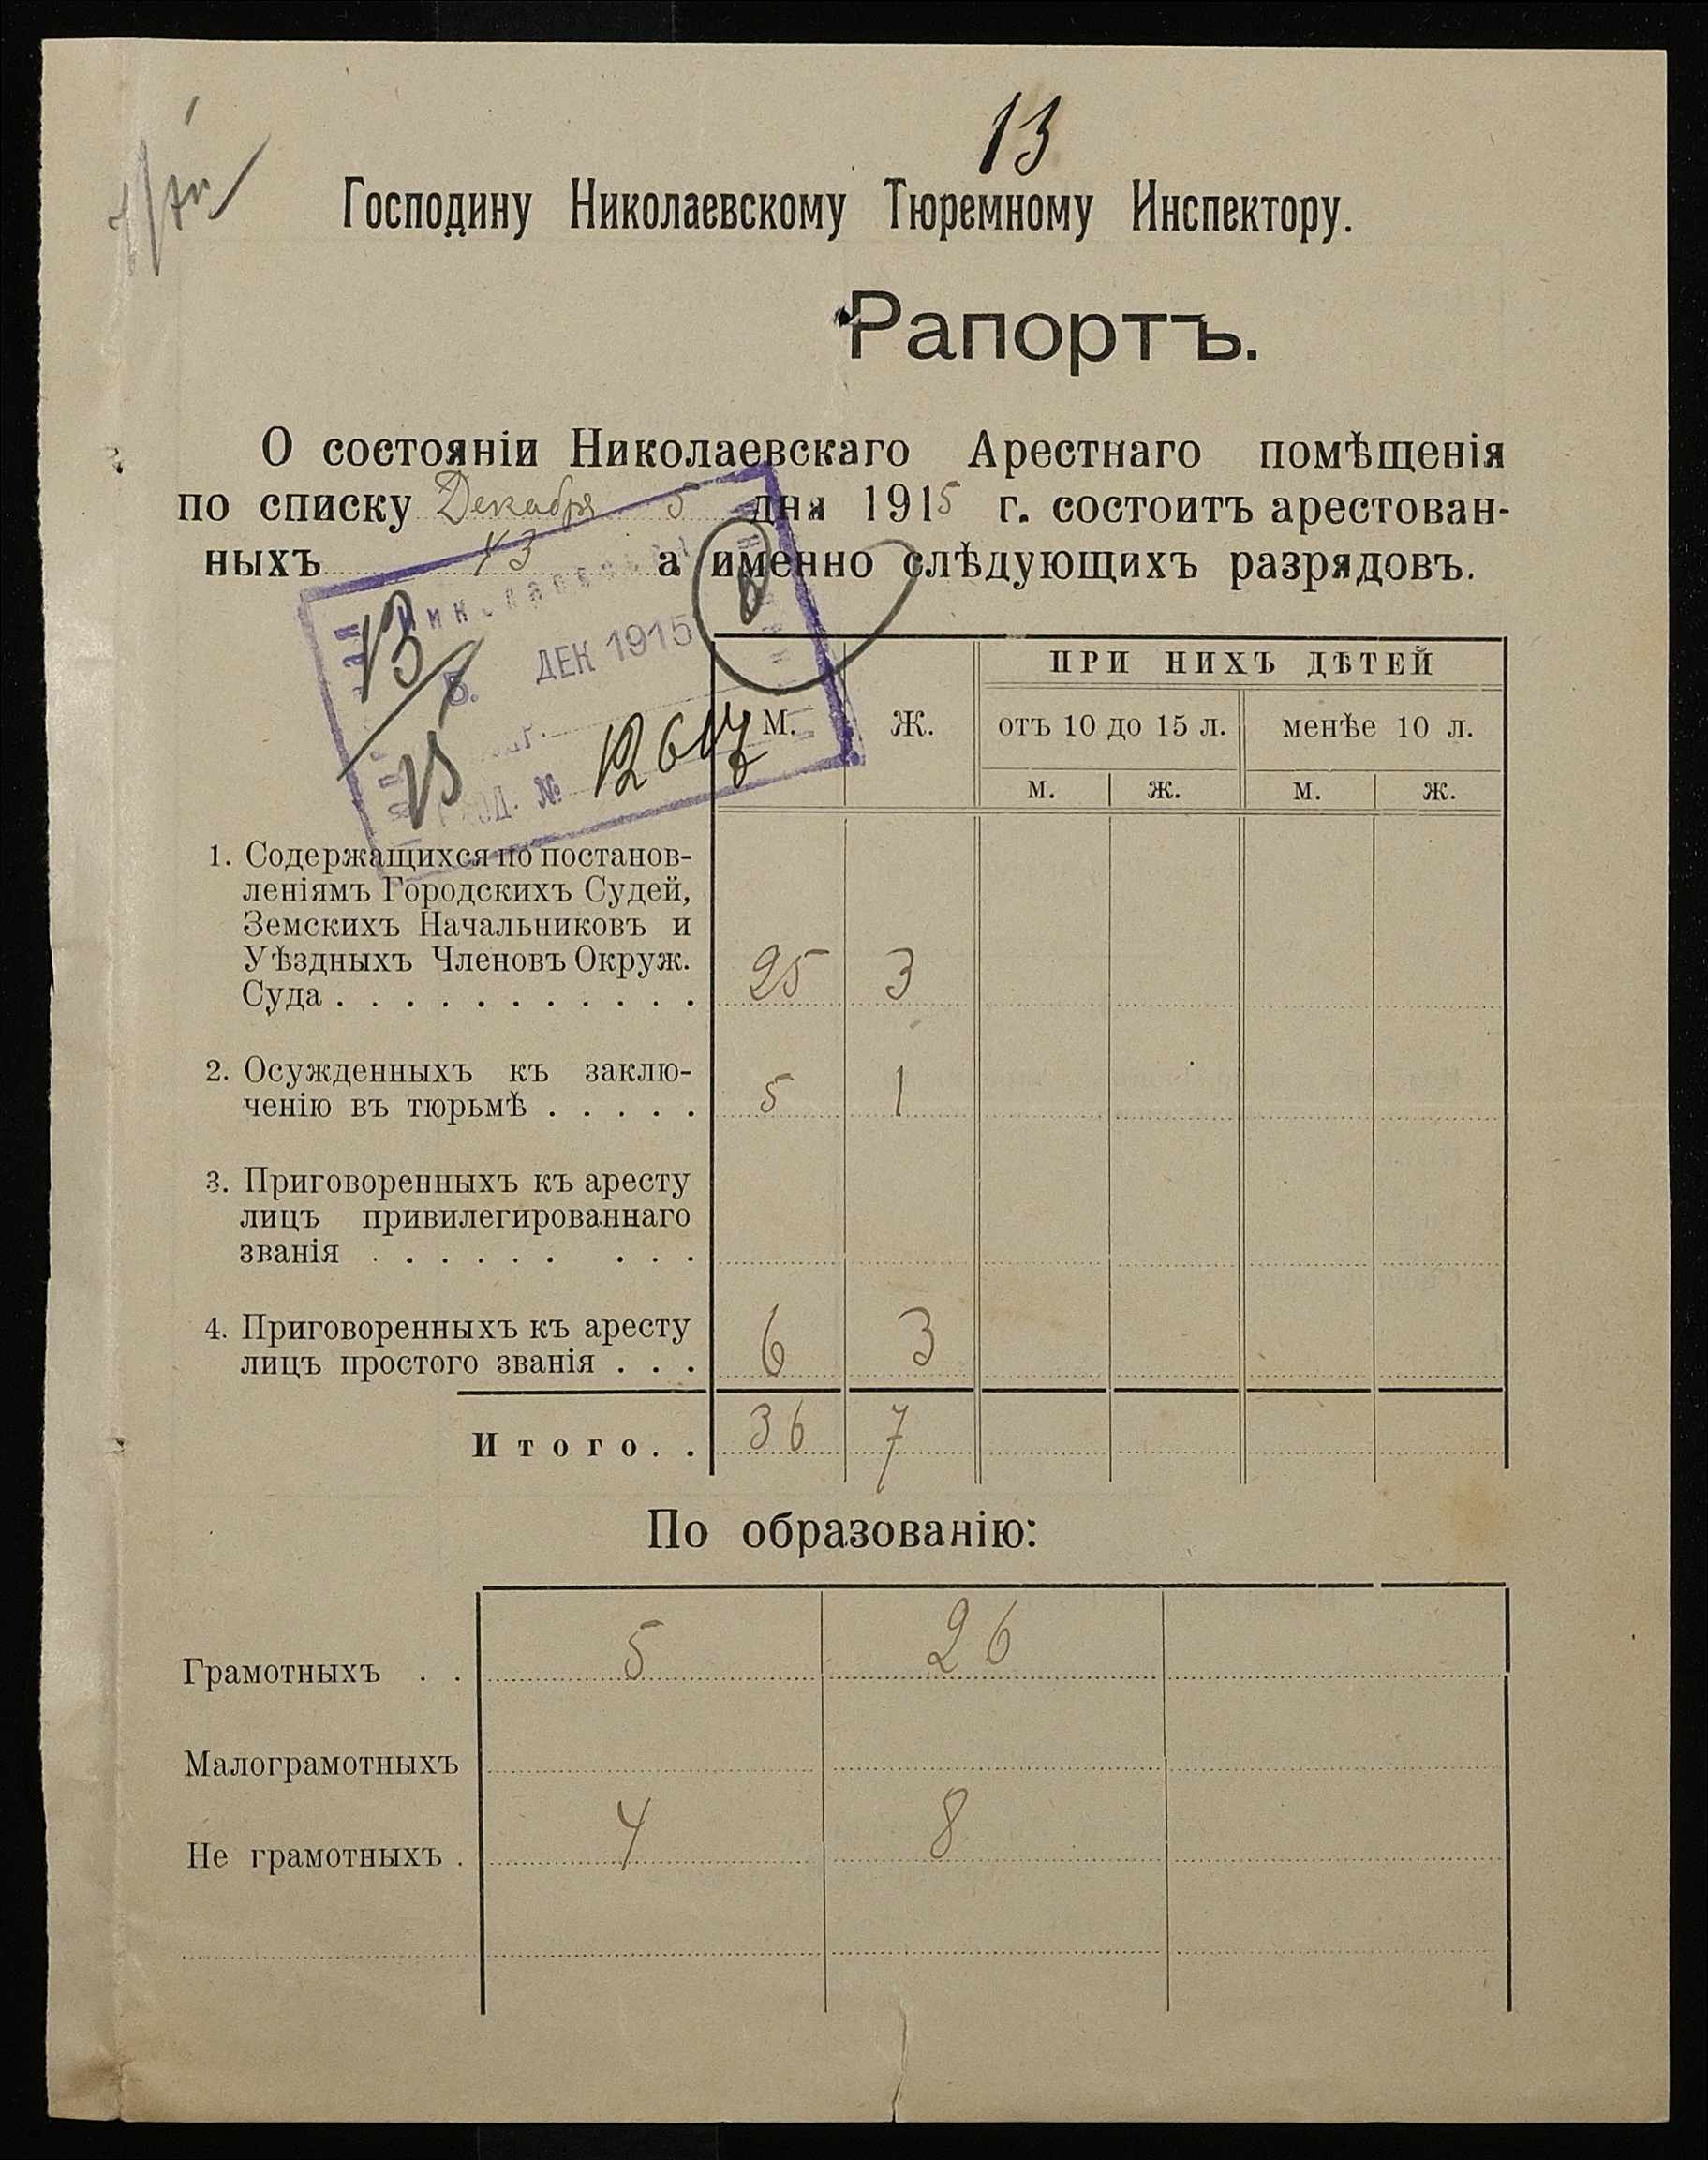 13
Господину Николаевскому Тюремному Инспектору.
Рапортъ.
О состоянiи Николаевскаго Арестнаго помѣщенiя
по списку Декабря 5 дня 1915 г. состоитъ арестован-
ныхъ 43 а именно слѣдующихъ разрядовъ.
5. ДЕК 1915
ВХОД. №
ПРИ НИХЪ ДѢТЕЙ
М. Ж. отъ 10 до 15 л. менѣе 10 л.
м. ж. м. ж.
1. Содержащихся по постанов-
ленiямъ Городскихъ Судей,
Земскихъ Начальниковъ и
Уѣздныхъ Членовъ Окруж.
Суда . . . . . . . . . . . 25 3
2. Осужденныхъ къ заклю-
ченiю въ тюрьмѣ . . . . . 5 1
3. Приговоренныхъ къ аресту
лицъ привилегированнаго
званiя . . . . . . . . .
4. Приговоренныхъ къ аресту
лицъ простого званiя . . . 6 3
Итого. . 36 7
По образованiю:
Грамотныхъ . . 5 26
Малограмотныхъ
Не грамотныхъ . 4 8